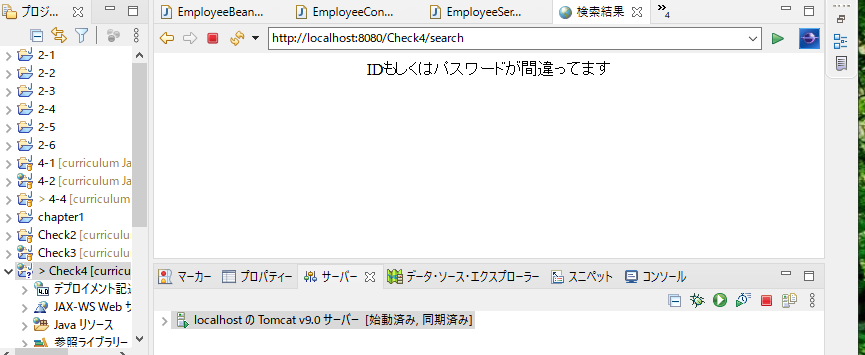 プロジ...
EmployeeBean...
EmployeeCon...
EmployeeSer...
検索結果
4
http://localhost:8080/Check4/search
IDもしくはパスワードが間違ってます
2-1
2-2
2-3
2-4
2-5
2-6
4-1 [curriculum Ja
4-2 [curriculum Ja
> 4-4 [curriculum
chapter1
Check2 [curriculu
Check3 [curriculu
> Check4 [curricu
デプロイメント記述
JAX-WS Web サ
Java リソース
参照ライブラリー
マーカー
プロパティー
サーバー
データ・ソース・エクスプローラー
スニペット
コンソール
localhost の Tomcat v9.0 サーバー [始動済み, 同期済み]